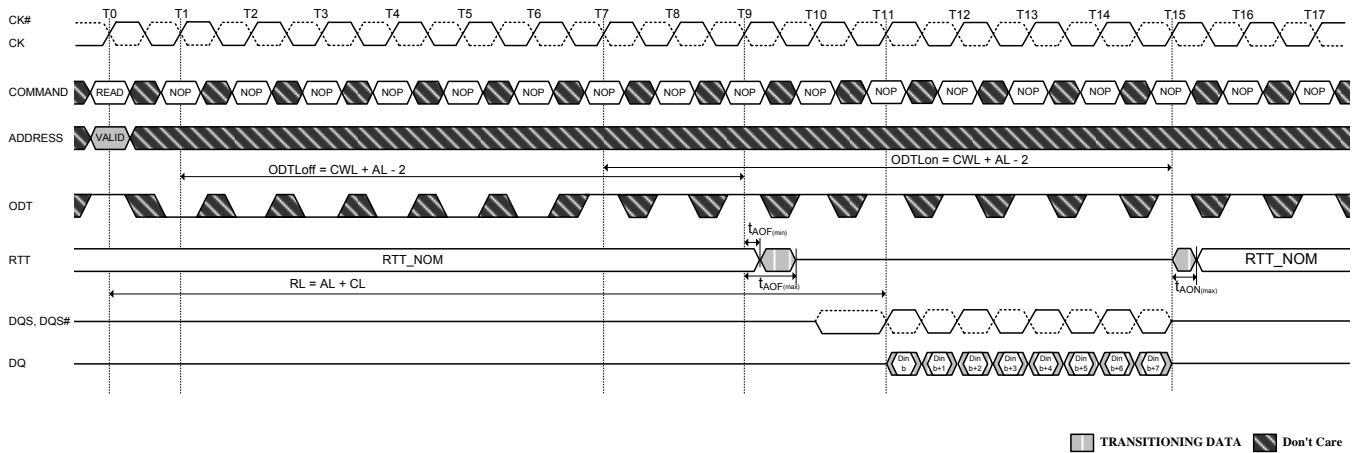 T0 T1 T2 T3 T4 T5 T6 T7 T8 T9 T10 T11 T12 T13 T14 T15 T16 T17
CK#
CK
COMMAND READ NOP NOP NOP NOP NOP NOP NOP NOP NOP NOP NOP NOP NOP NOP NOP NOP NOP
ADDRESS VALID
ODTLoff = CWL + AL - 2 ODTLon = CWL + AL - 2
ODT
tAOF(min)
RTT RTT_NOM RTT_NOM
tAOF(max) tAON(max)
RL = AL + CL
DQS, DQS#
DQ Din b Din b+1 Din b+2 Din b+3 Din b+4 Din b+5 Din b+6 Din b+7
TRANSITIONING DATA Don't Care